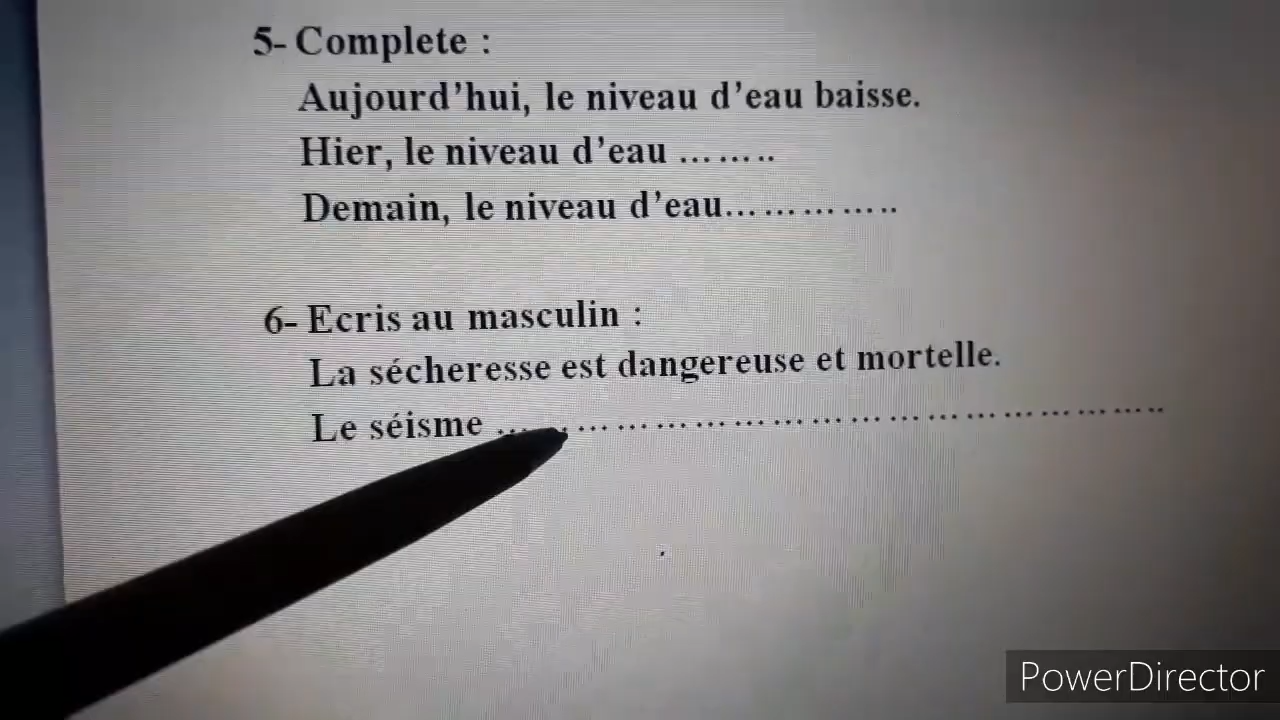 5- Complete :
Aujourd’hui, le niveau d’eau baisse.
Hier, le niveau d’eau ........
Demain, le niveau d’eau...............
6- Ecris au masculin :
La sécheresse est dangereuse et mortelle.
Le séisme ..................................................
PowerDirector